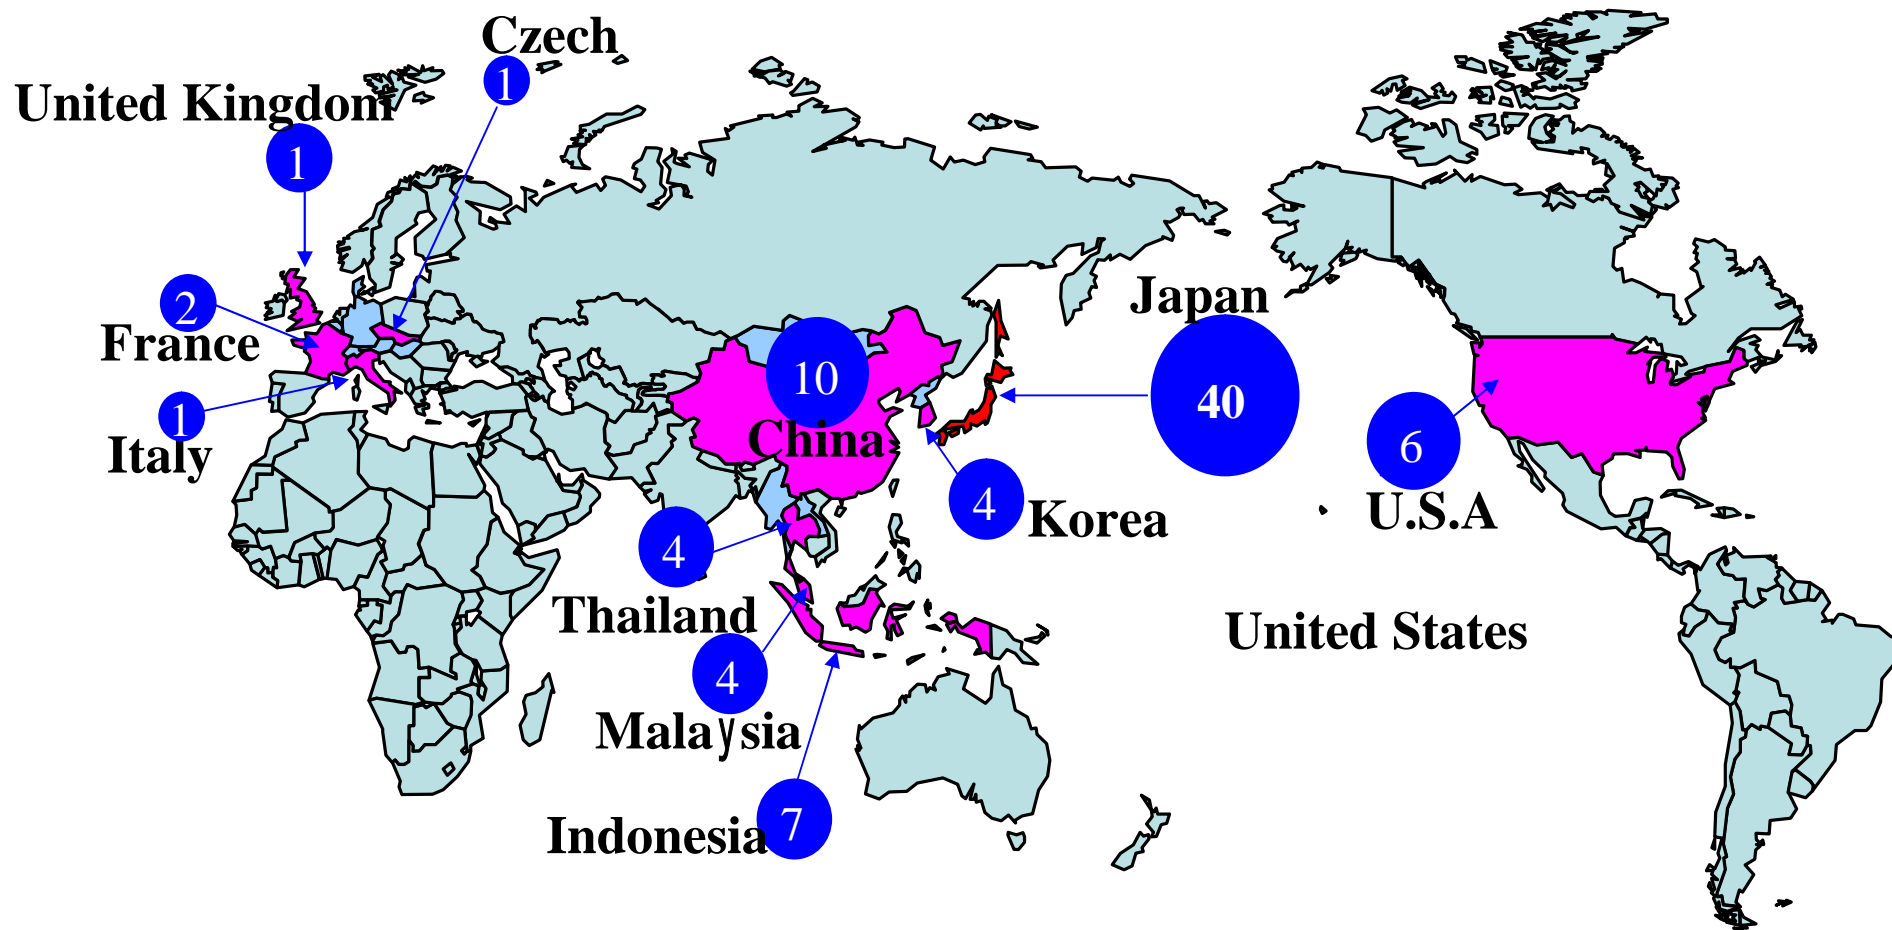 Czech
1
United Kingdom
1
2
France
1
Italy
10
China
Japan
40
4
Korea
6
U.S.A
United States
4
Thailand
4
Malaysia
7
Indonesia